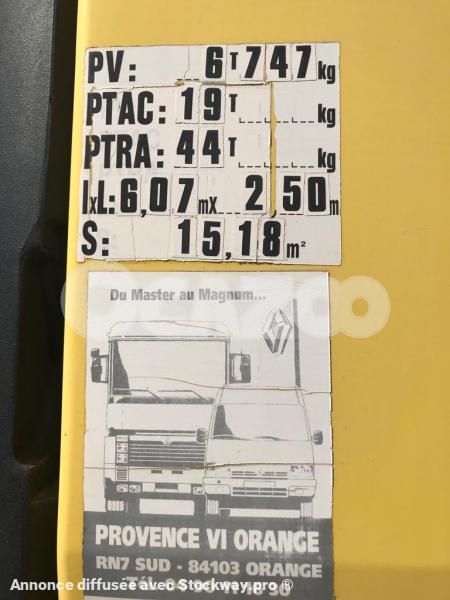 PV: 6T747kg
PTAC: 19T kg
PTRA: 44T kg
LxL: 6,07mx 2,50m
S: 15,18m²
Du Master au Magnum...
PROVENCE VI ORANGE
RN7 SUD - 84103 ORANGE
Tél.
Annonce diffusée avec Stockway.pro ®